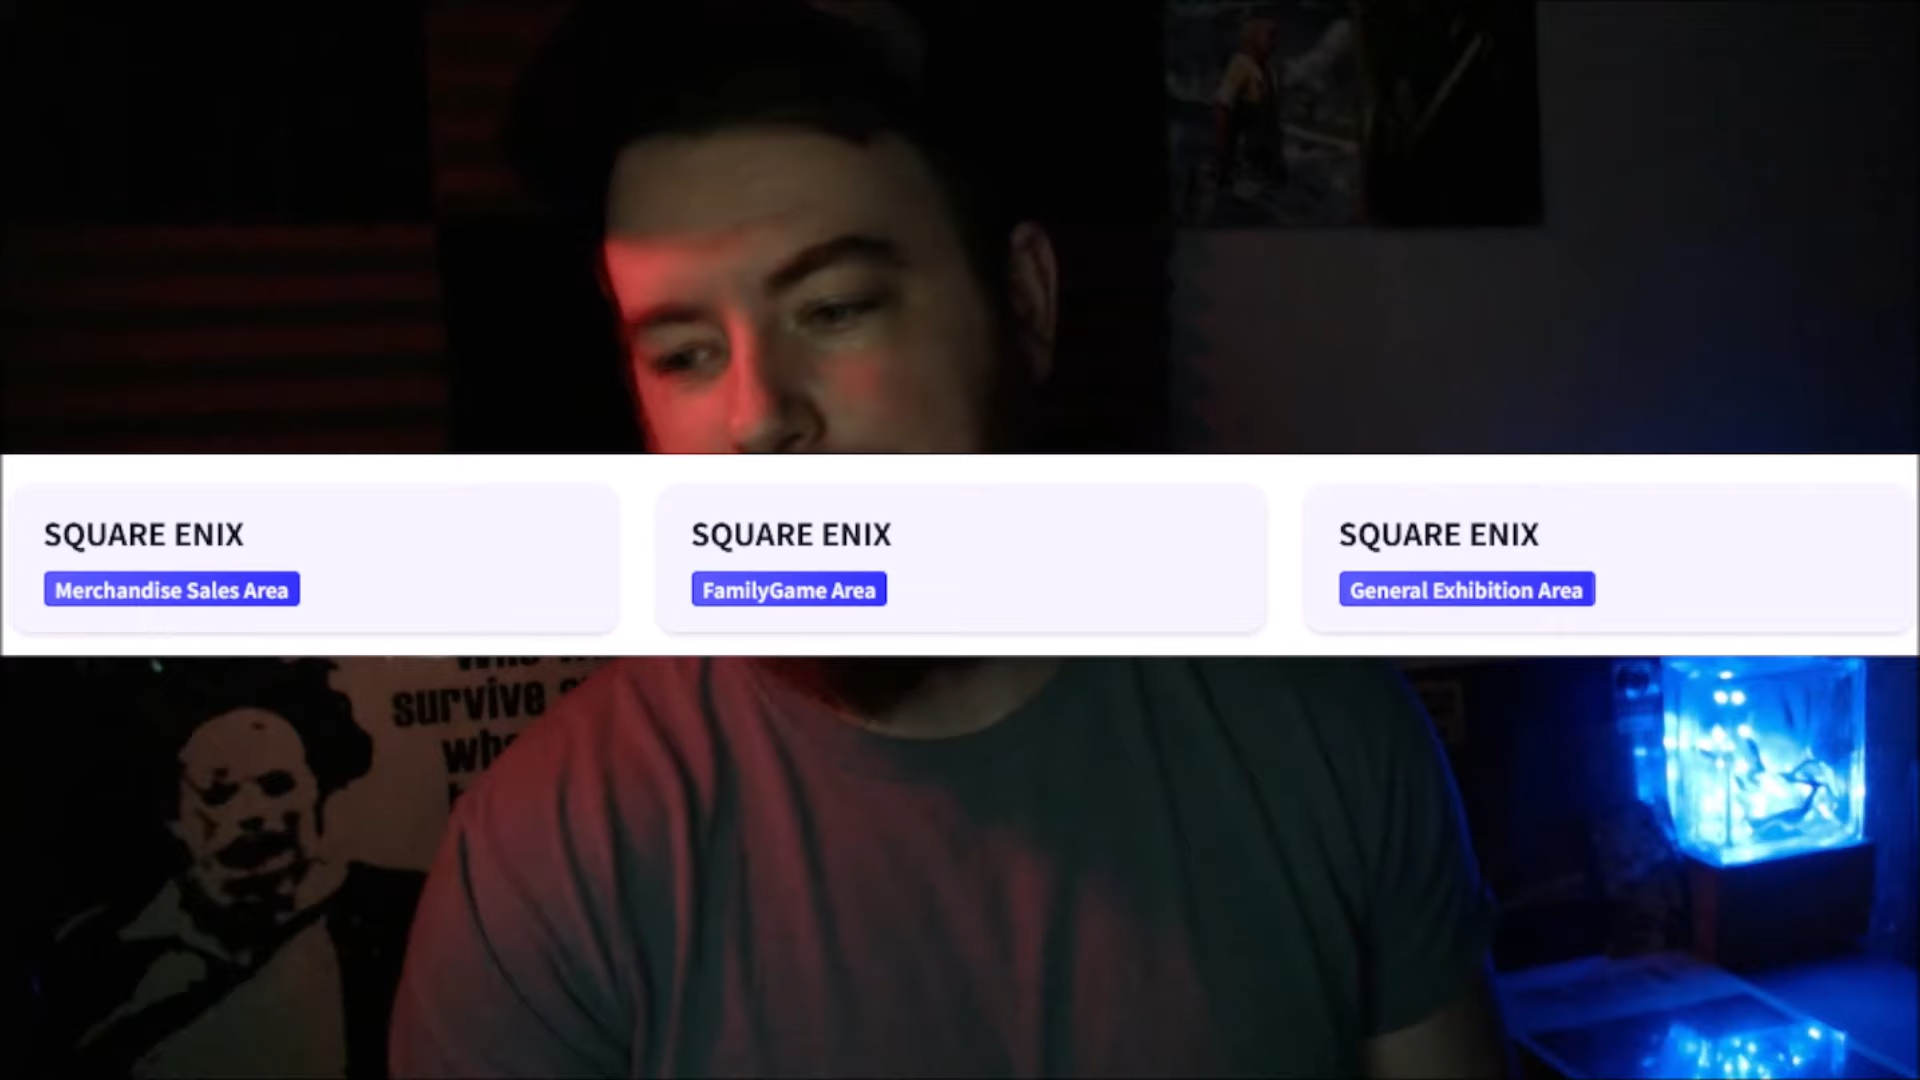 SQUARE ENIX
Merchandise Sales Area
SQUARE ENIX
FamilyGame Area
SQUARE ENIX
General Exhibition Area
survive